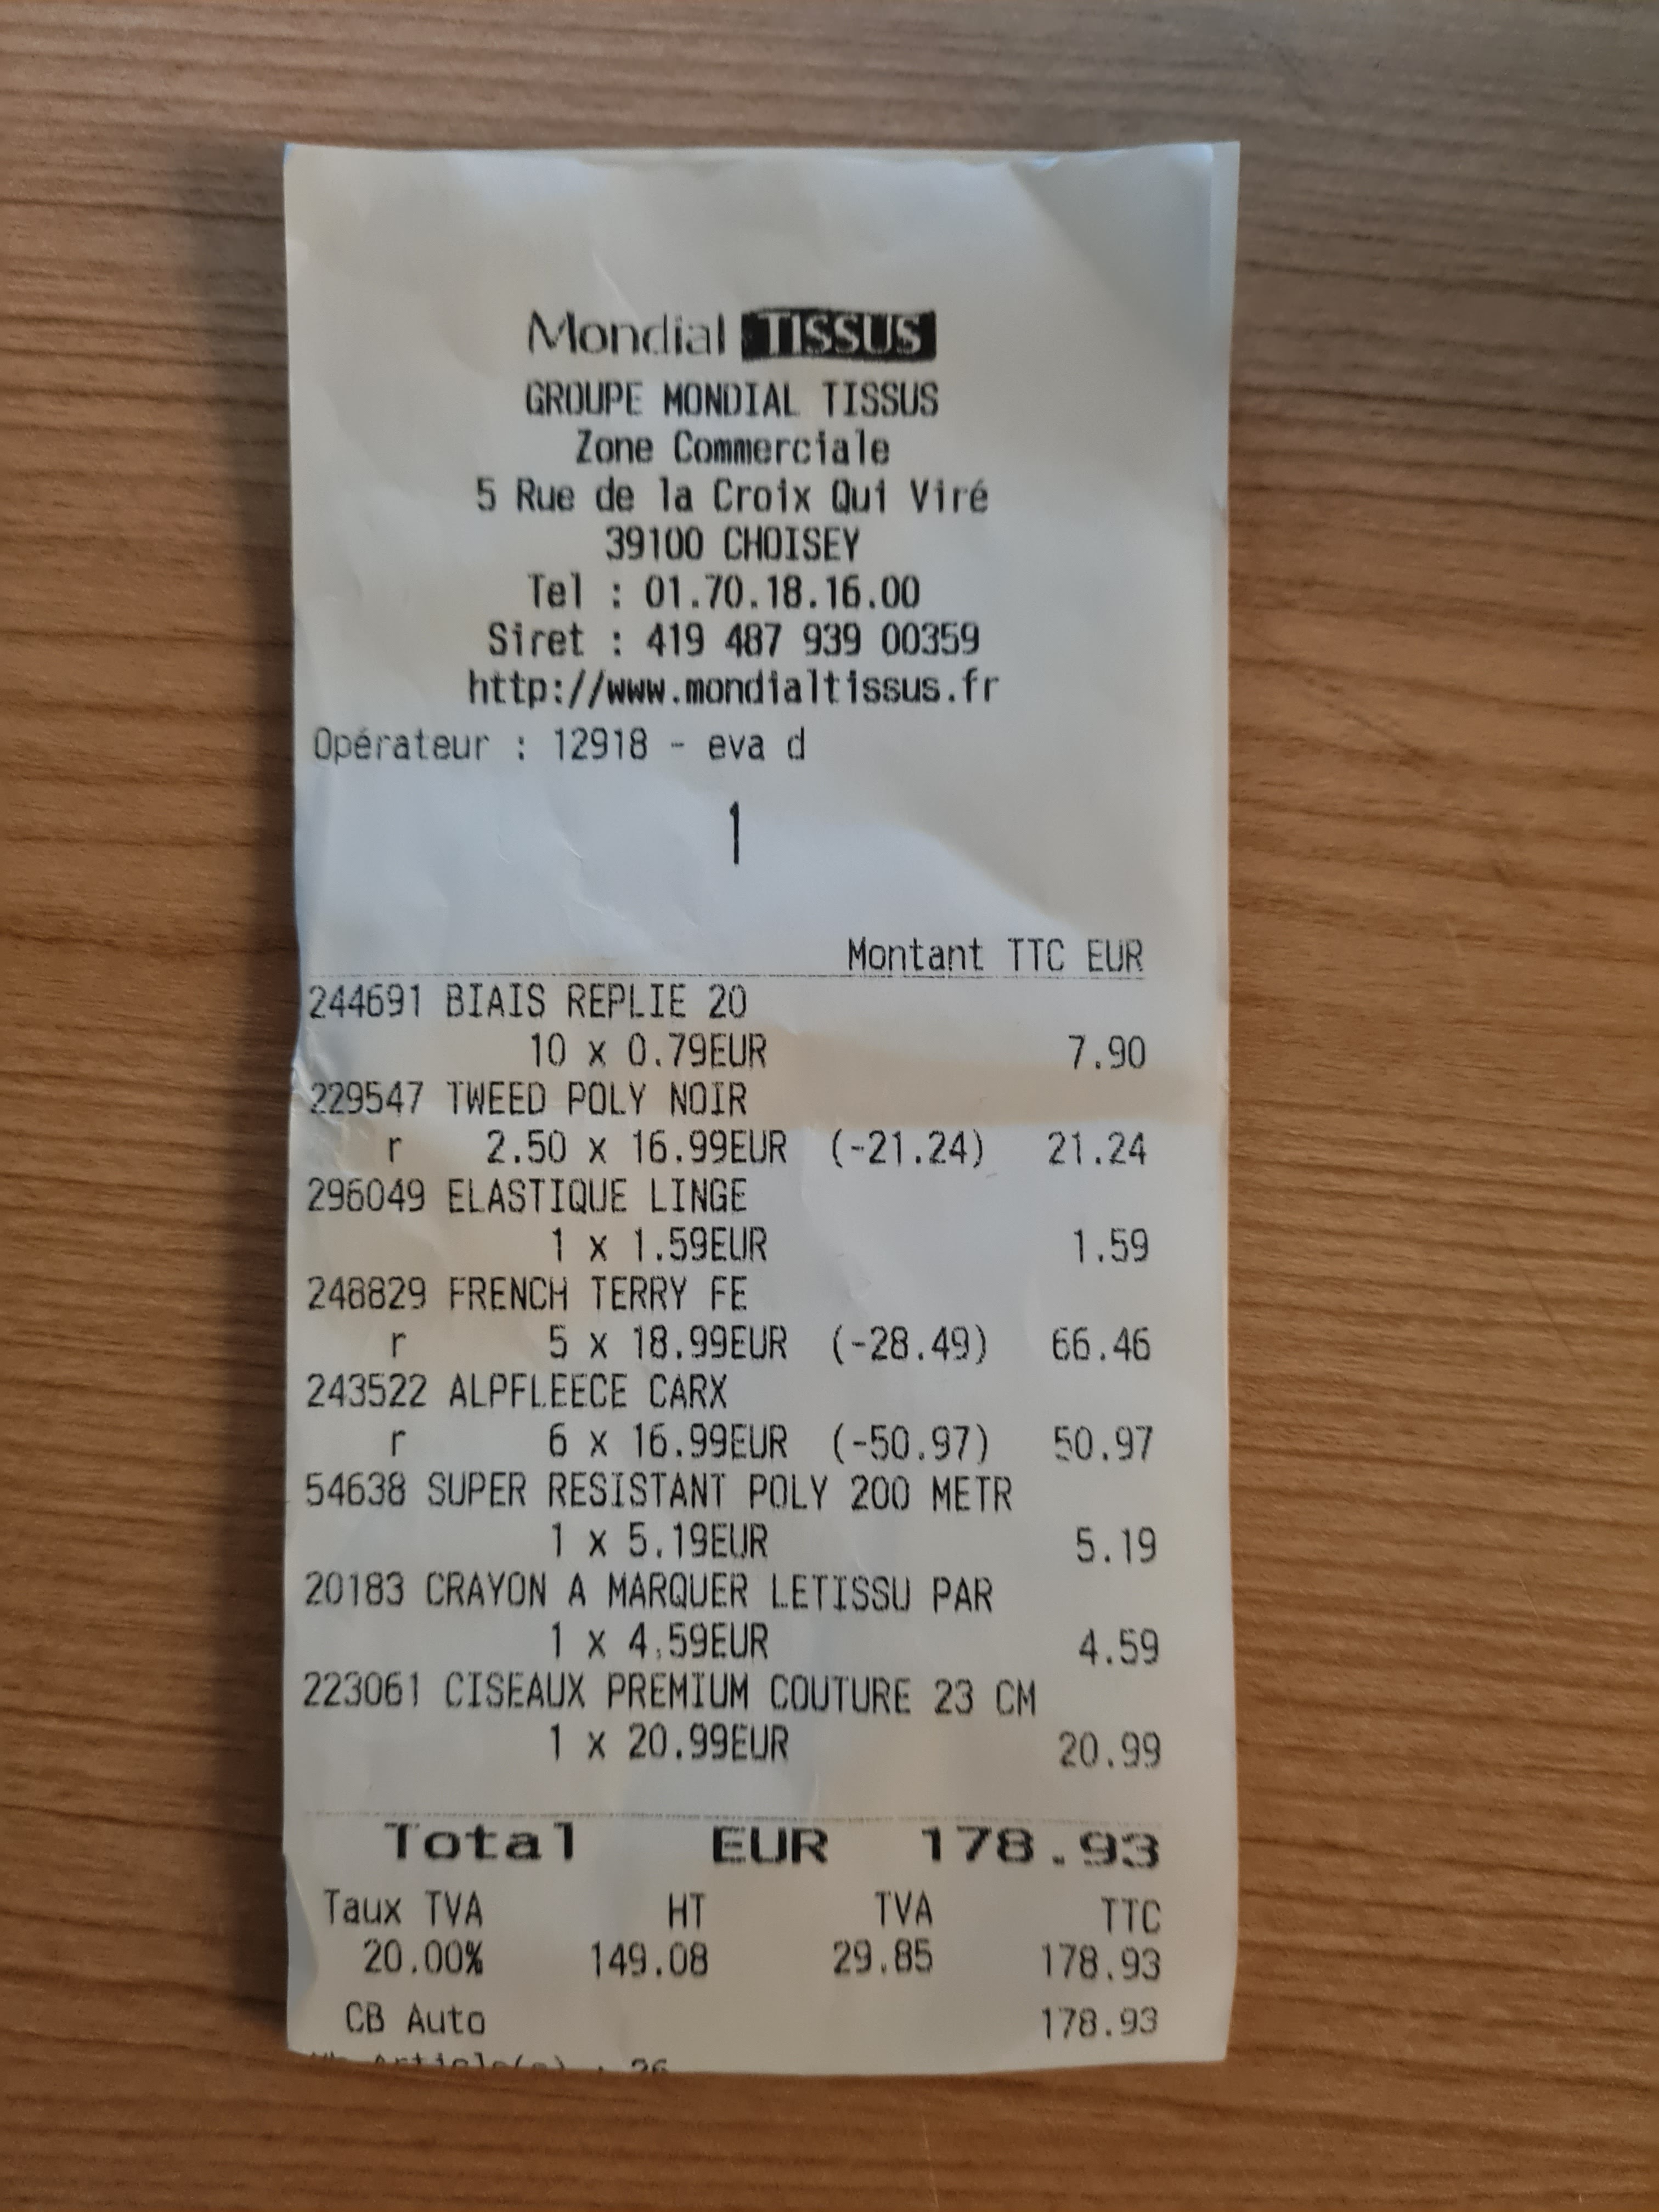 Mondial TISSUS
GROUPE MONDIAL TISSUS
Zone Commerciale
5 Rue de la Croix Qui Viré
39100 CHOISEY
Tel : 01.70.18.16.00
Siret : 419 487 939 00359
http://www.mondialtissus.fr
Opérateur : 12918 - eva d
1
Montant TTC EUR
244691 BIAIS REPLIE 20
10 x 0.79EUR 7.90
229547 TWEED POLY NOIR
r 2.50 x 16.99EUR (-21.24) 21.24
296049 ELASTIQUE LINGE
1 x 1.59EUR 1.59
248829 FRENCH TERRY FE
r 5 x 18.99EUR (-28.49) 66.46
243522 ALPFLEECE CARX
r 6 x 16.99EUR (-50.97) 50.97
54638 SUPER RESISTANT POLY 200 METR
1 x 5.19EUR 5.19
20183 CRAYON A MARQUER LETISSU PAR
1 x 4.59EUR 4.59
223061 CISEAUX PREMIUM COUTURE 23 CM
1 x 20.99EUR 20.99
Total EUR 178.93
Taux TVA HT TVA TTC
20.00% 149.08 29.85 178.93
CB Auto 178.93